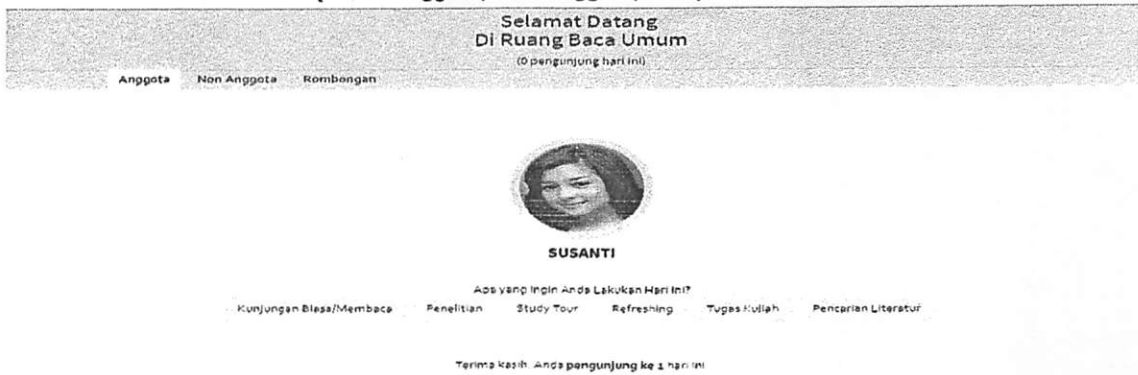 Selamat Datang
Di Ruang Baca Umum
(0 pengunjung hari ini)
Anggota Non Anggota Rombongan
SUSANTI
Apa yang Ingin Anda Lakukan Hari Ini?
Kunjungan Biasa/Membaca Penelitian Study Tour Refreshing Tugas Kuliah Pencarian Literatur
Terima kasih. Anda pengunjung ke 1 hari ini